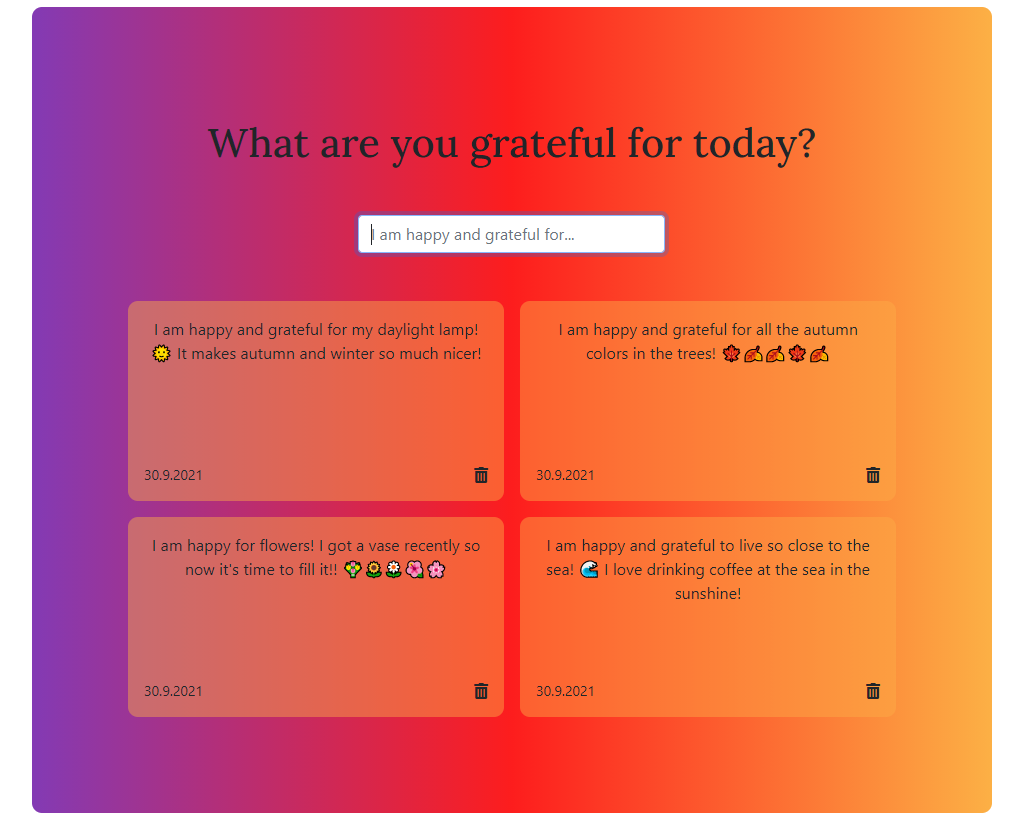 What are you grateful for today?
I am happy and grateful for...
I am happy and grateful for my daylight lamp!
🌞 It makes autumn and winter so much nicer!
30.9.2021
I am happy and grateful for all the autumn
colors in the trees! 🍁🍂🍂🍁🍂
30.9.2021
I am happy for flowers! I got a vase recently so
now it's time to fill it!! 💐🌻🌼🌺🌸
30.9.2021
I am happy and grateful to live so close to the
sea! 🌊 I love drinking coffee at the sea in the
sunshine!
30.9.2021